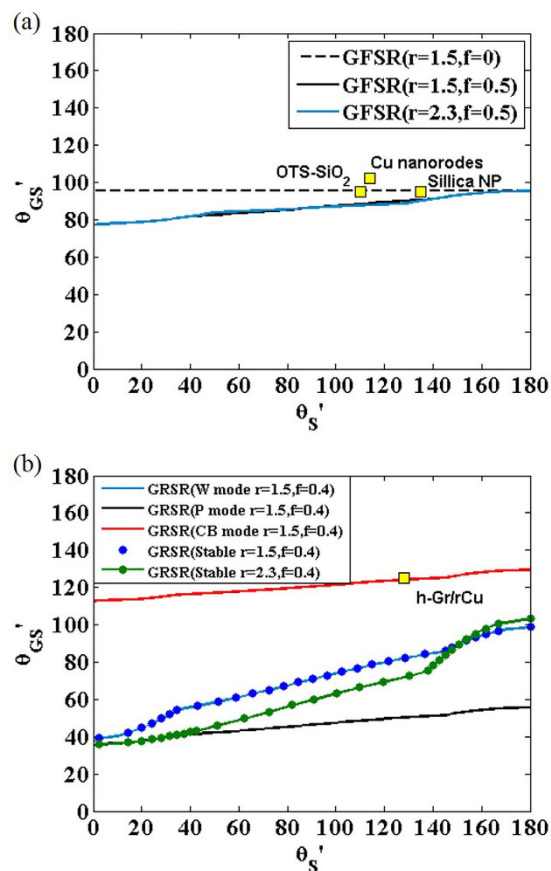 (a)
180
160
140
120
100
80
60
40
20
0
θGS'
GFSR(r=1.5,f=0)
GFSR(r=1.5,f=0.5)
GFSR(r=2.3,f=0.5)
Cu nanorodes
OTS-SiO2
Sillica NP
0 20 40 60 80 100 120 140 160 180
θS'
(b)
180
160
140
120
100
80
60
40
20
0
θGS'
GRSR(W mode r=1.5,f=0.4)
GRSR(P mode r=1.5,f=0.4)
GRSR(CB mode r=1.5,f=0.4)
GRSR(Stable r=1.5,f=0.4)
GRSR(Stable r=2.3,f=0.4)
h-Gr/rCu
0 20 40 60 80 100 120 140 160 180
θS'